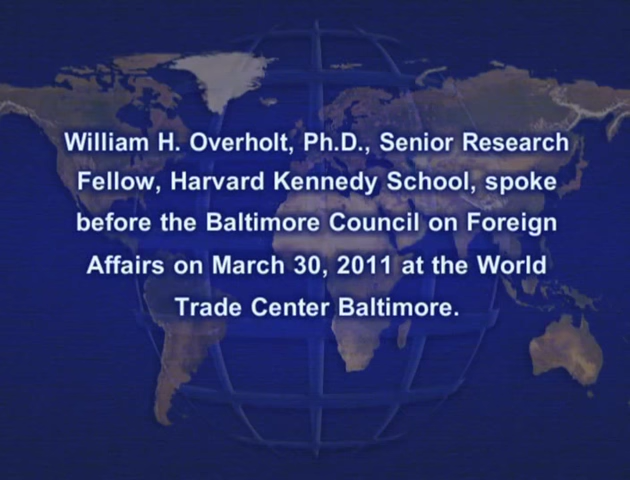 William H. Overholt, Ph.D., Senior Research
Fellow, Harvard Kennedy School, spoke
before the Baltimore Council on Foreign
Affairs on March 30, 2011 at the World
Trade Center Baltimore.